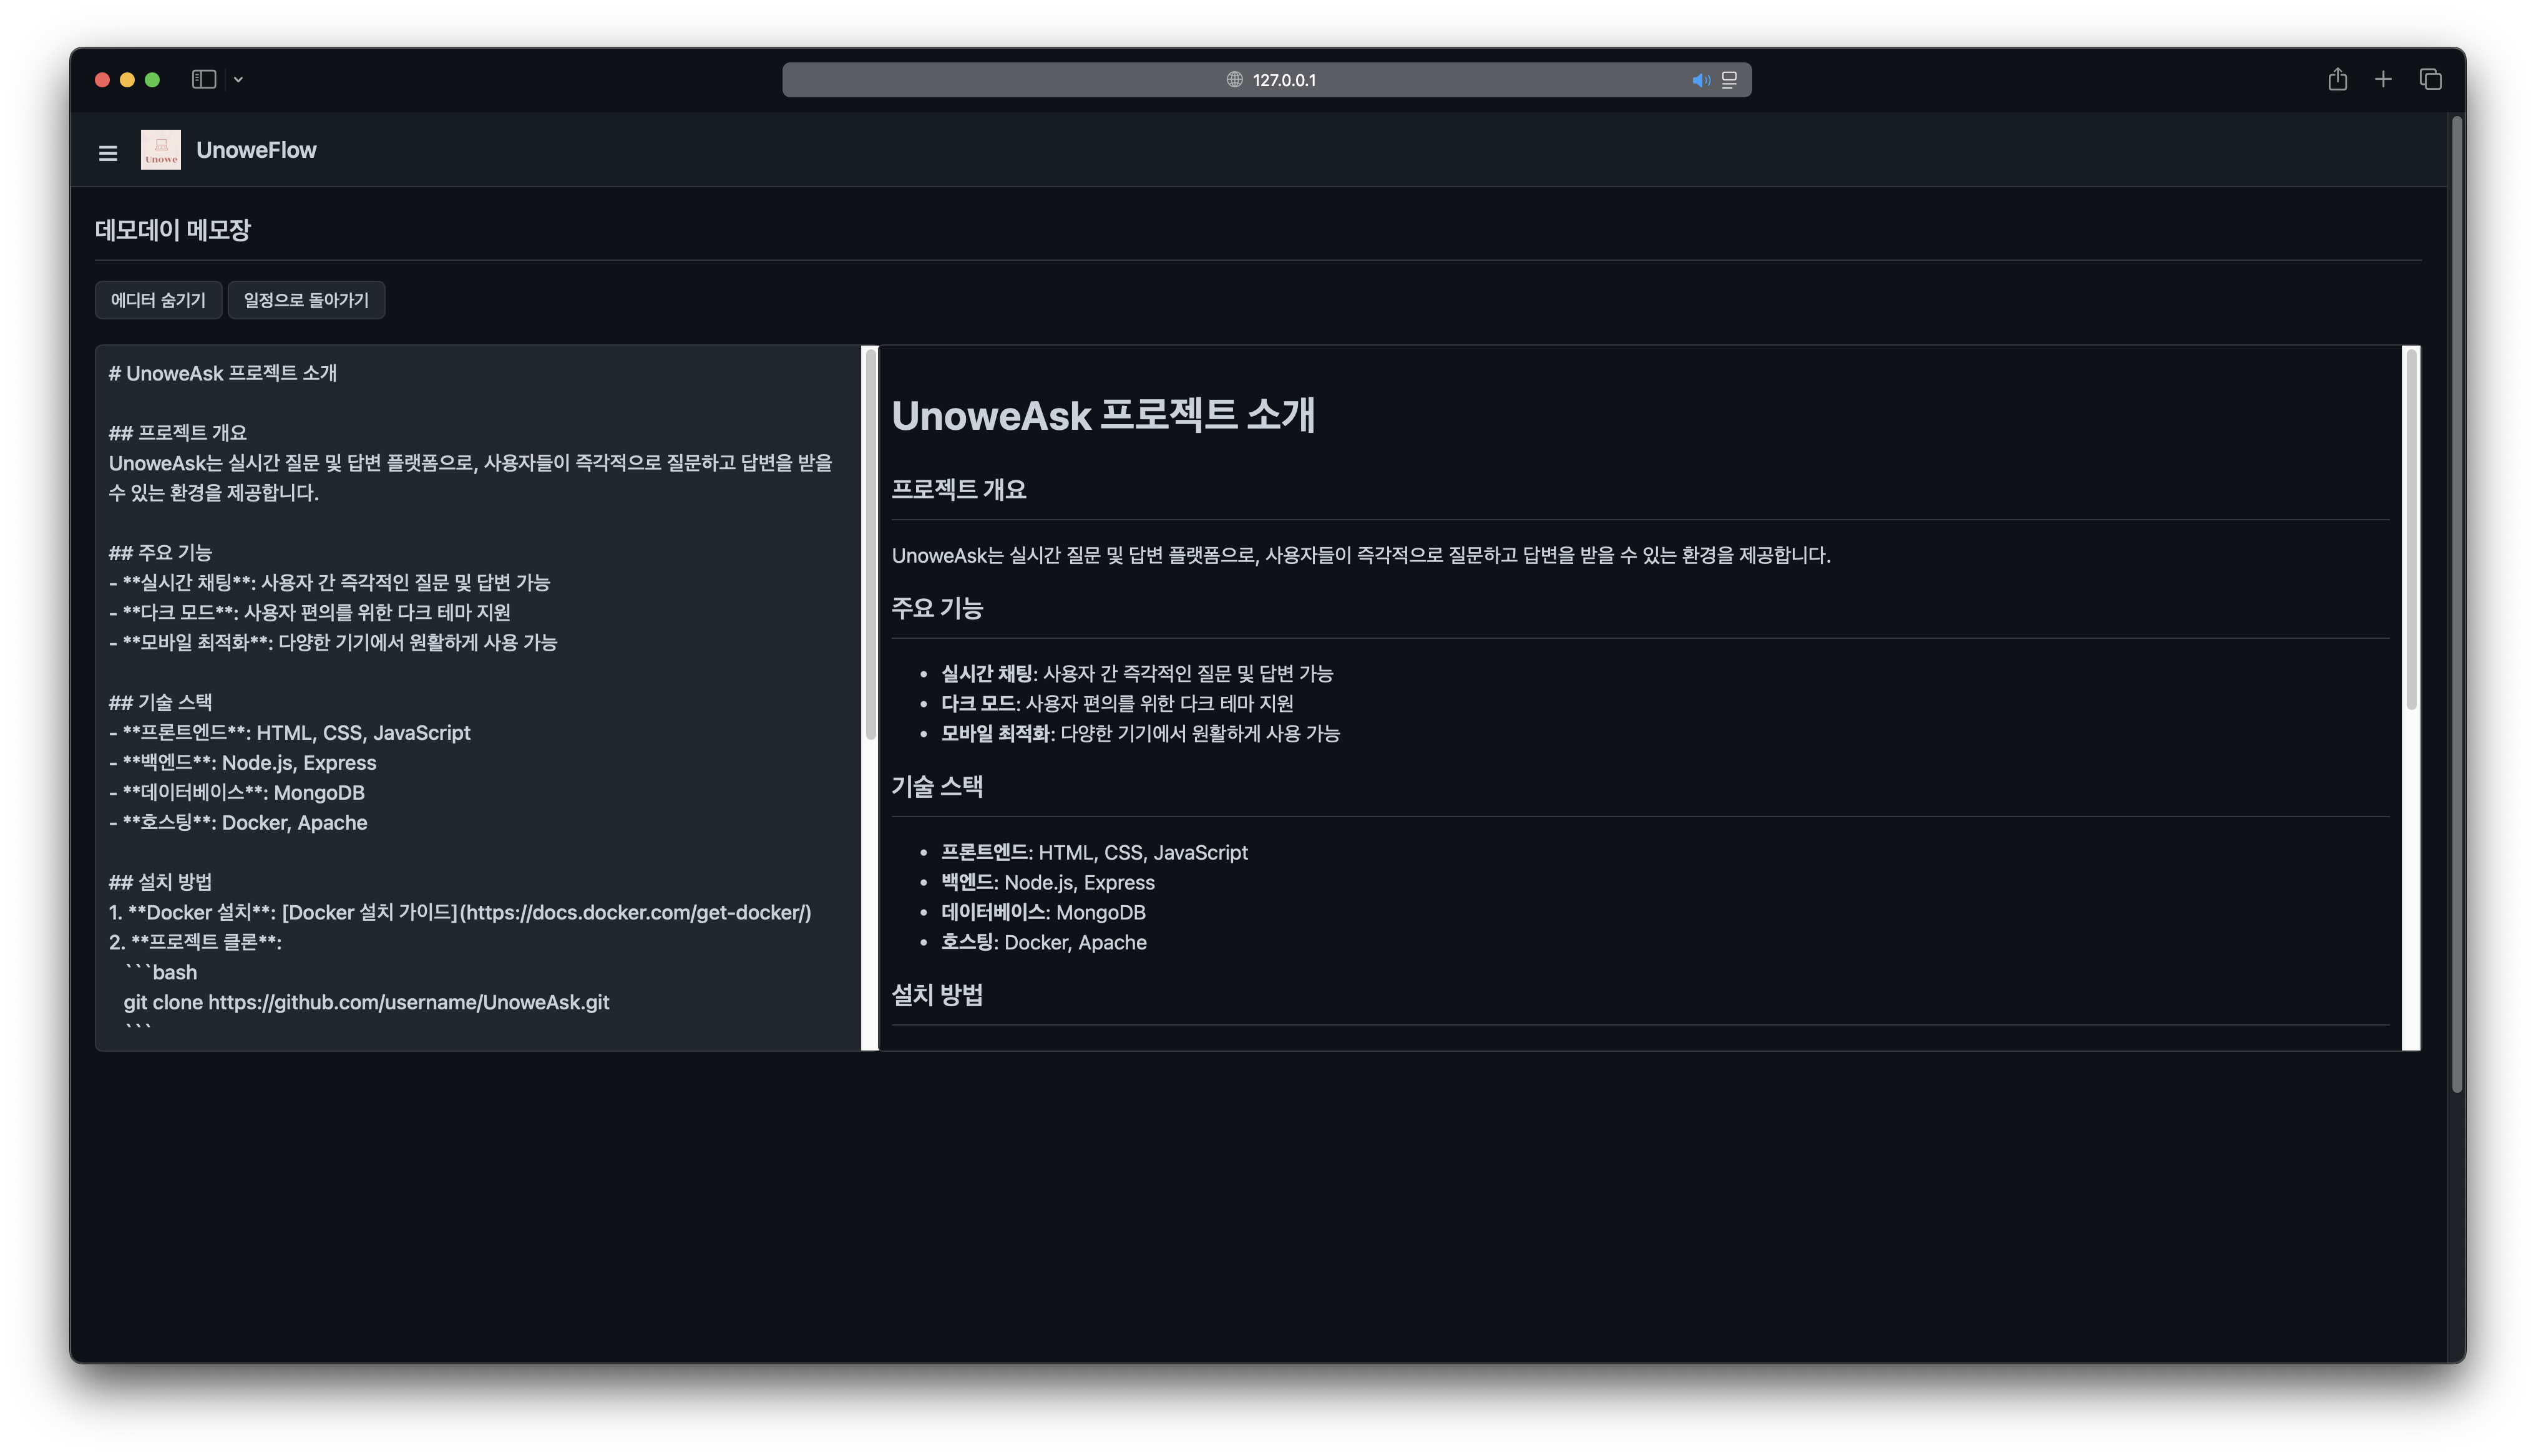 127.0.0.1
Unowe
UnoweFlow
데모데이 메모장
에디터 숨기기 일정으로 돌아가기
# UnoweAsk 프로젝트 소개
## 프로젝트 개요
UnoweAsk는 실시간 질문 및 답변 플랫폼으로, 사용자들이 즉각적으로 질문하고 답변을 받을
수 있는 환경을 제공합니다.
## 주요 기능
- **실시간 채팅**: 사용자 간 즉각적인 질문 및 답변 가능
- **다크 모드**: 사용자 편의를 위한 다크 테마 지원
- **모바일 최적화**: 다양한 기기에서 원활하게 사용 가능
## 기술 스택
- **프론트엔드**: HTML, CSS, JavaScript
- **백엔드**: Node.js, Express
- **데이터베이스**: MongoDB
- **호스팅**: Docker, Apache
## 설치 방법
1. **Docker 설치**: [Docker 설치 가이드](https://docs.docker.com/get-docker/)
2. **프로젝트 클론**:
```bash
git clone https://github.com/username/UnoweAsk.git
```
UnoweAsk 프로젝트 소개
프로젝트 개요
UnoweAsk는 실시간 질문 및 답변 플랫폼으로, 사용자들이 즉각적으로 질문하고 답변을 받을 수 있는 환경을 제공합니다.
주요 기능
• 실시간 채팅: 사용자 간 즉각적인 질문 및 답변 가능
• 다크 모드: 사용자 편의를 위한 다크 테마 지원
• 모바일 최적화: 다양한 기기에서 원활하게 사용 가능
기술 스택
• 프론트엔드: HTML, CSS, JavaScript
• 백엔드: Node.js, Express
• 데이터베이스: MongoDB
• 호스팅: Docker, Apache
설치 방법